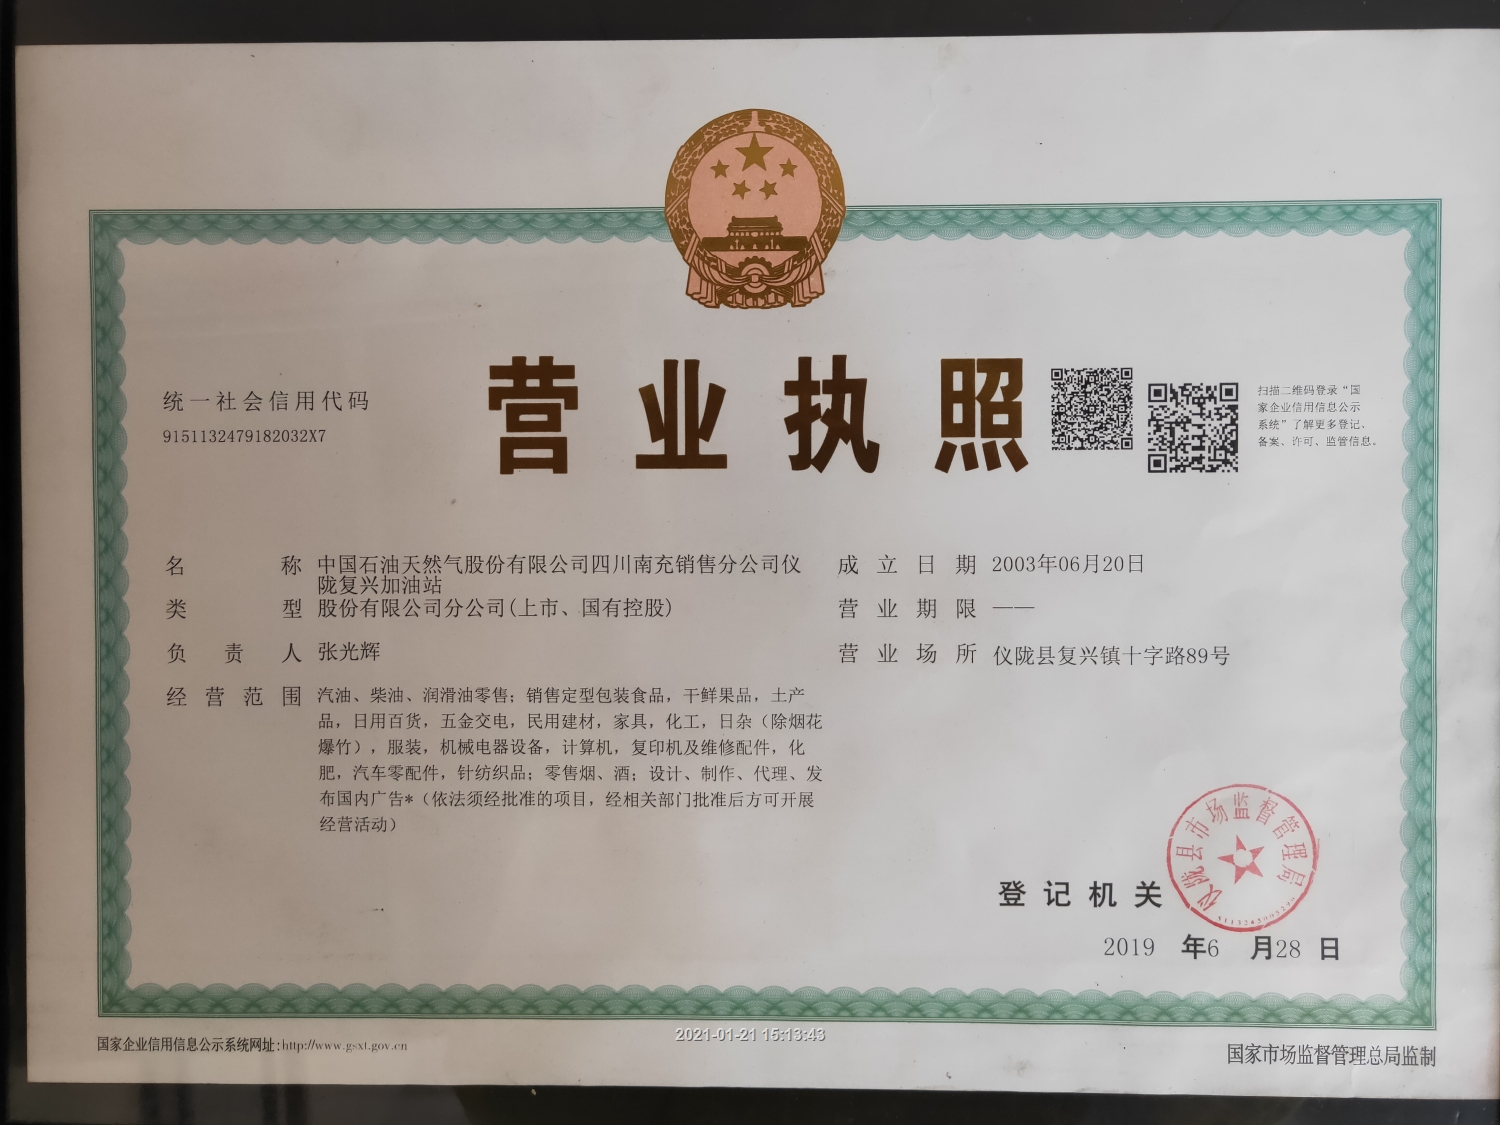 营业执照
统一社会信用代码
9151132479182032X7
扫描二维码登录“国
家企业信用信息公示
系统”了解更多登记、
备案、许可、监管信息。
名称 中国石油天然气股份有限公司四川南充销售分公司仪
陇复兴加油站
类型 股份有限公司分公司(上市、国有控股)
负责人 张光辉
经营范围 汽油、柴油、润滑油零售；销售定型包装食品，干鲜果品，土产
品，日用百货，五金交电，民用建材，家具，化工，日杂（除烟花
爆竹），服装，机械电器设备，计算机，复印机及维修配件，化
肥，汽车零配件，针纺织品；零售烟、酒；设计、制作、代理、发
布国内广告*（依法须经批准的项目，经相关部门批准后方可开展
经营活动）
成立日期 2003年06月20日
营业期限 ——
营业场所 仪陇县复兴镇十字路89号
登记机关
仪陇县市场监督管理局
2019 年6 月28 日
国家企业信用信息公示系统网址:http://www.gsxt.gov.cn
2021-01-21 15:13:43
国家市场监督管理总局监制